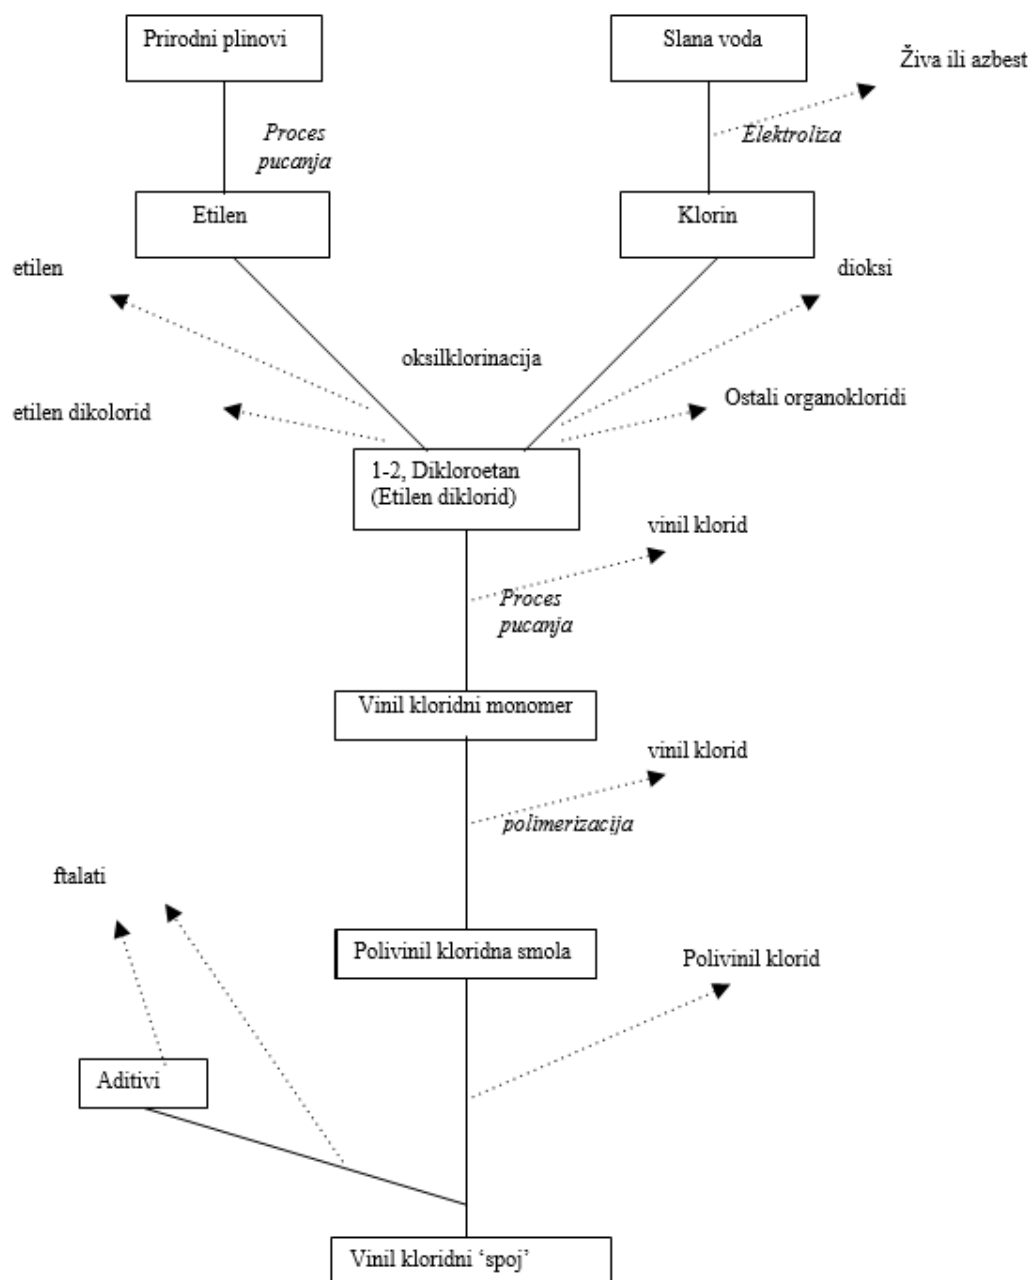 Prirodni plinovi
Slana voda
Živa ili azbest
Proces
pucanja
Elektroliza
Etilen
Klorin
etilen
dioksi
oksilklorinacija
etilen dikolorid
Ostali organokloridi
1-2, Dikloroetan
(Etilen diklorid)
vinil klorid
Proces
pucanja
Vinil kloridni monomer
vinil klorid
polimerizacija
ftalati
Polivinil kloridna smola
Polivinil klorid
Aditivi
Vinil kloridni ‘spoj’